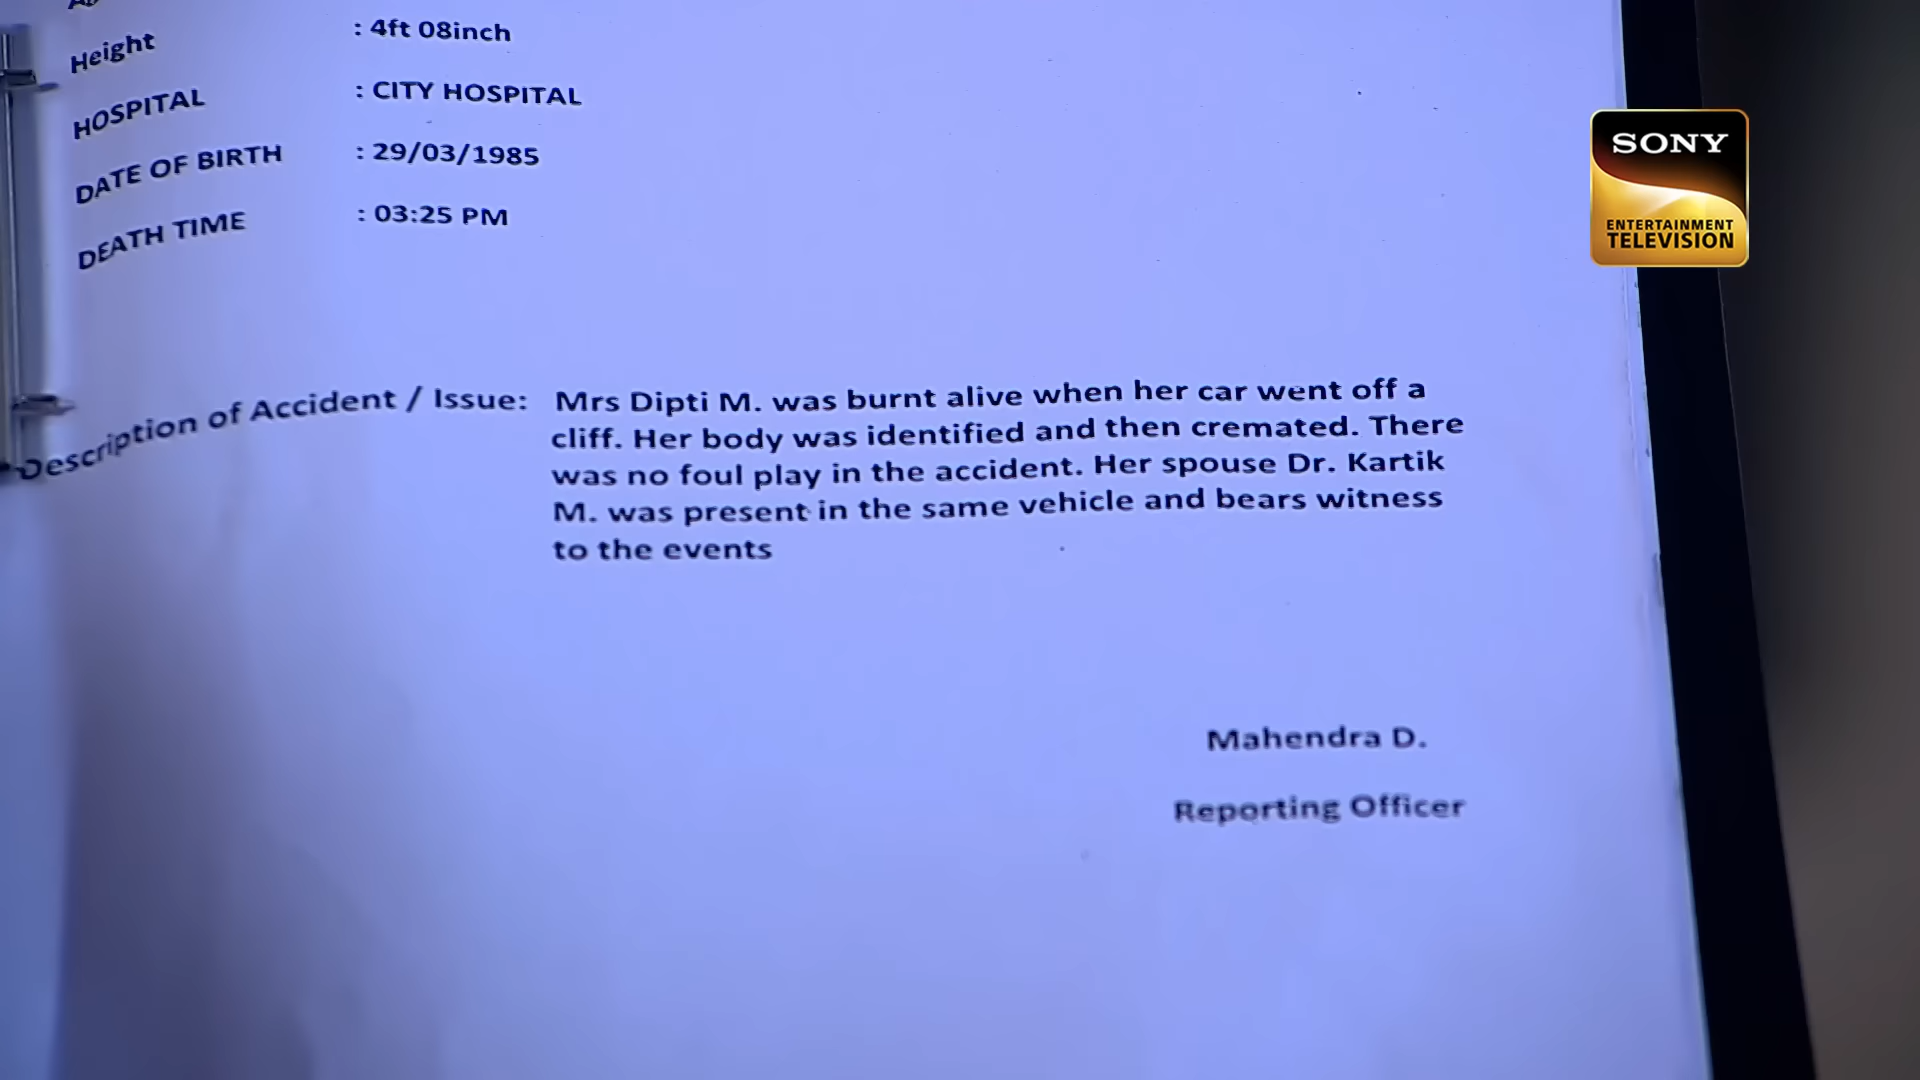 Height : 4ft 08inch
HOSPITAL : CITY HOSPITAL
DATE OF BIRTH : 29/03/1985
DEATH TIME : 03:25 PM
SONY
ENTERTAINMENT
TELEVISION
Description of Accident / Issue: Mrs Dipti M. was burnt alive when her car went off a
cliff. Her body was identified and then cremated. There
was no foul play in the accident. Her spouse Dr. Kartik
M. was present in the same vehicle and bears witness
to the events
Mahendra D.
Reporting Officer